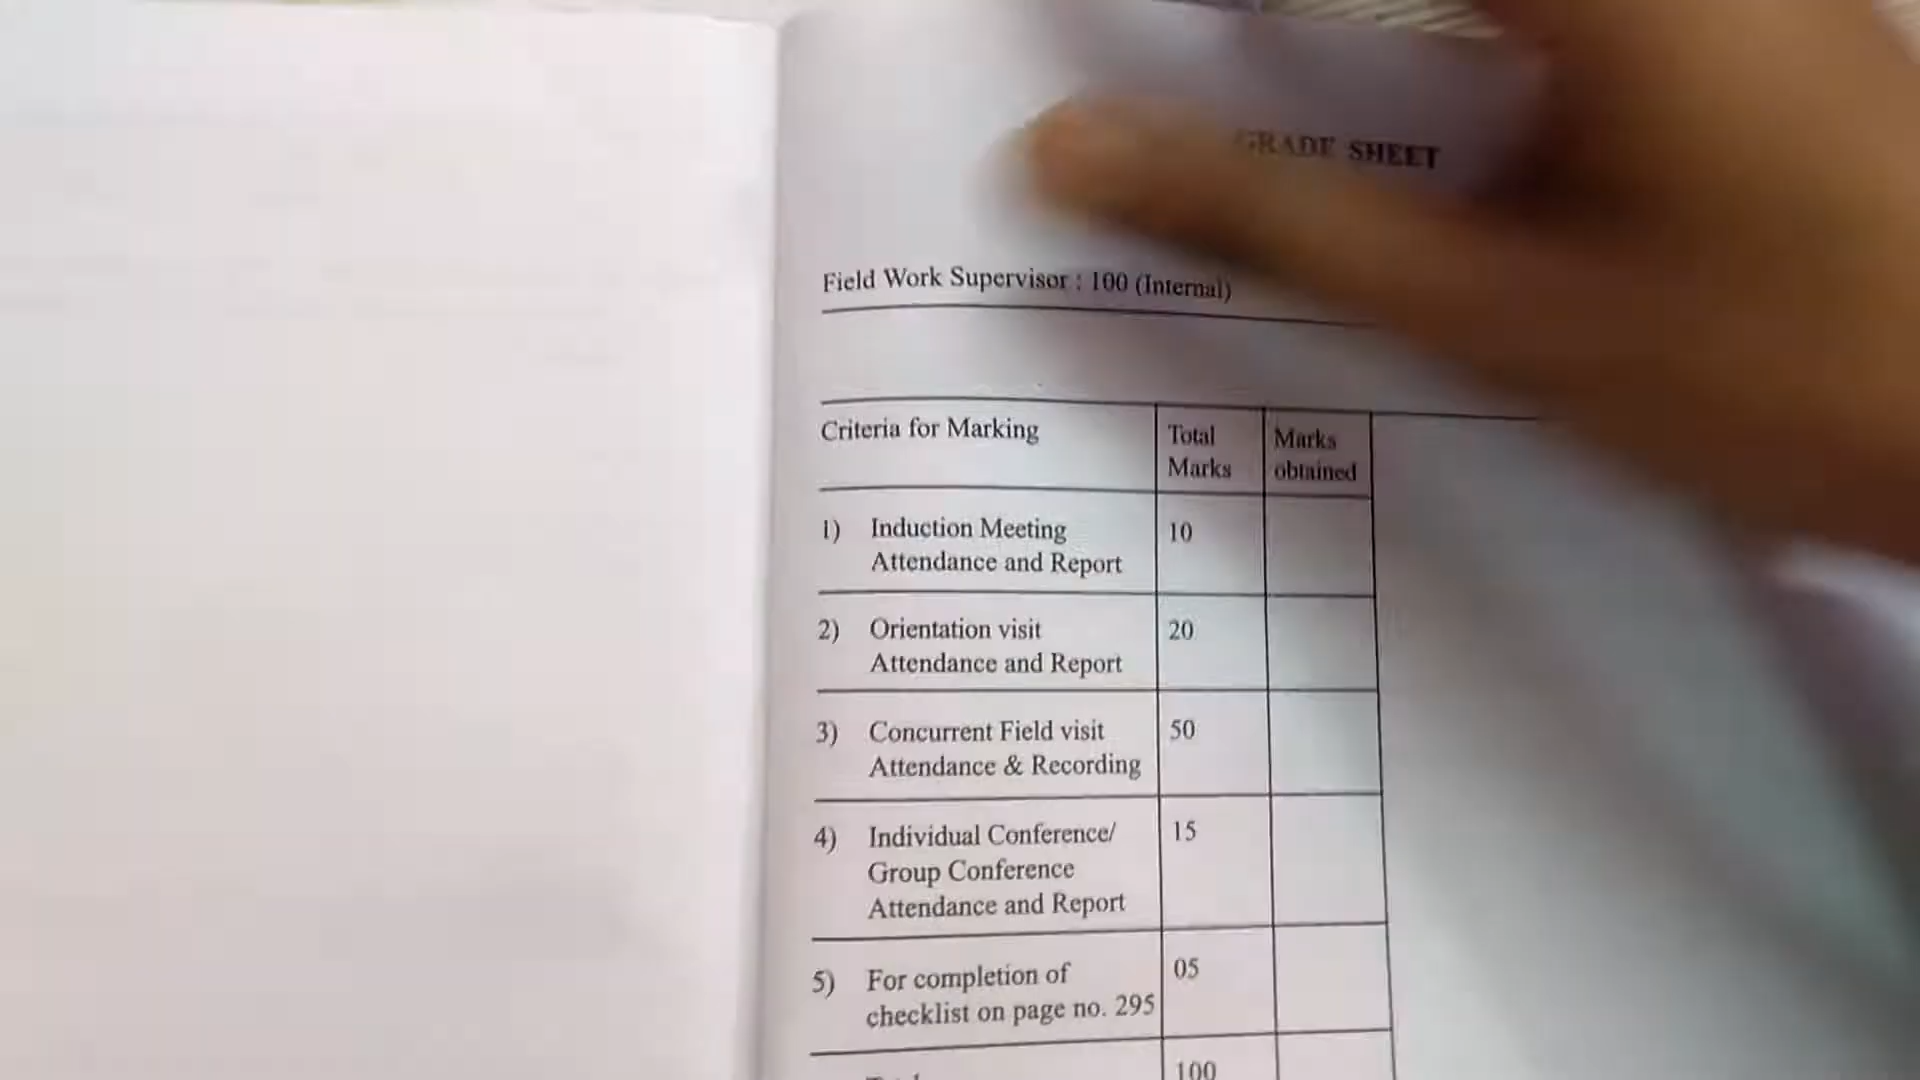 GRADE SHEET
Field Work Supervisor : 100 (Internal)
Criteria for Marking
Total
Marks
Marks
obtained
1) Induction Meeting
Attendance and Report
10
2) Orientation visit
Attendance and Report
20
3) Concurrent Field visit
Attendance & Recording
50
4) Individual Conference/
Group Conference
Attendance and Report
15
5) For completion of
checklist on page no. 295
05
100